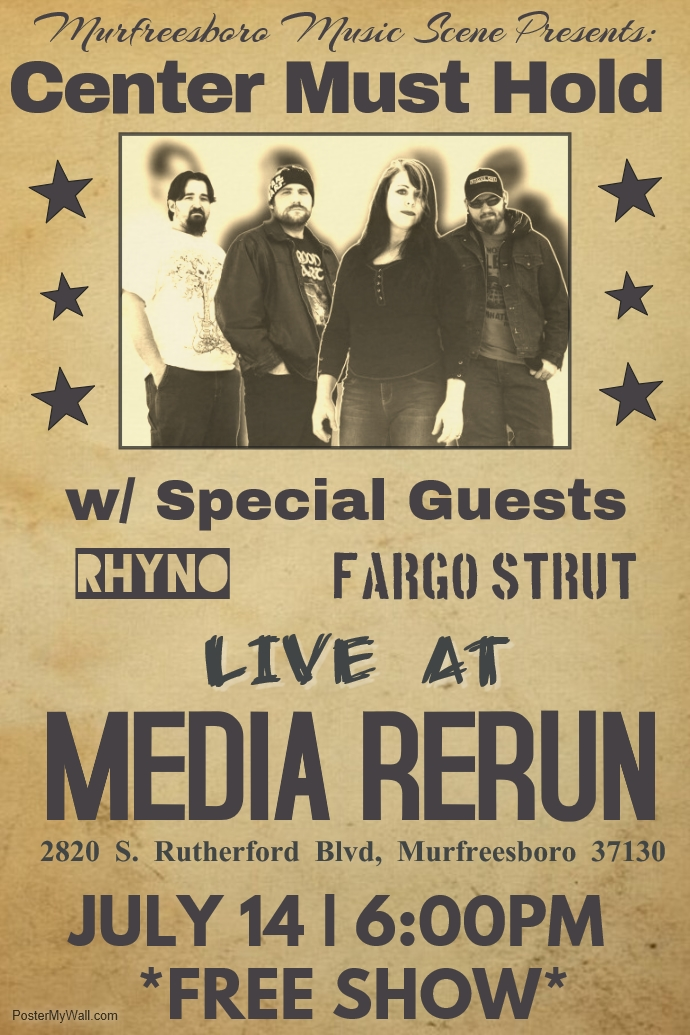 Murfreesboro Music Scene Presents:
Center Must Hold
w/ Special Guests
RHYNO FARGO STRUT
LIVE AT
MEDIA RERUN
2820 S. Rutherford Blvd, Murfreesboro 37130
JULY 14 | 6:00PM
*FREE SHOW*
PosterMyWall.com